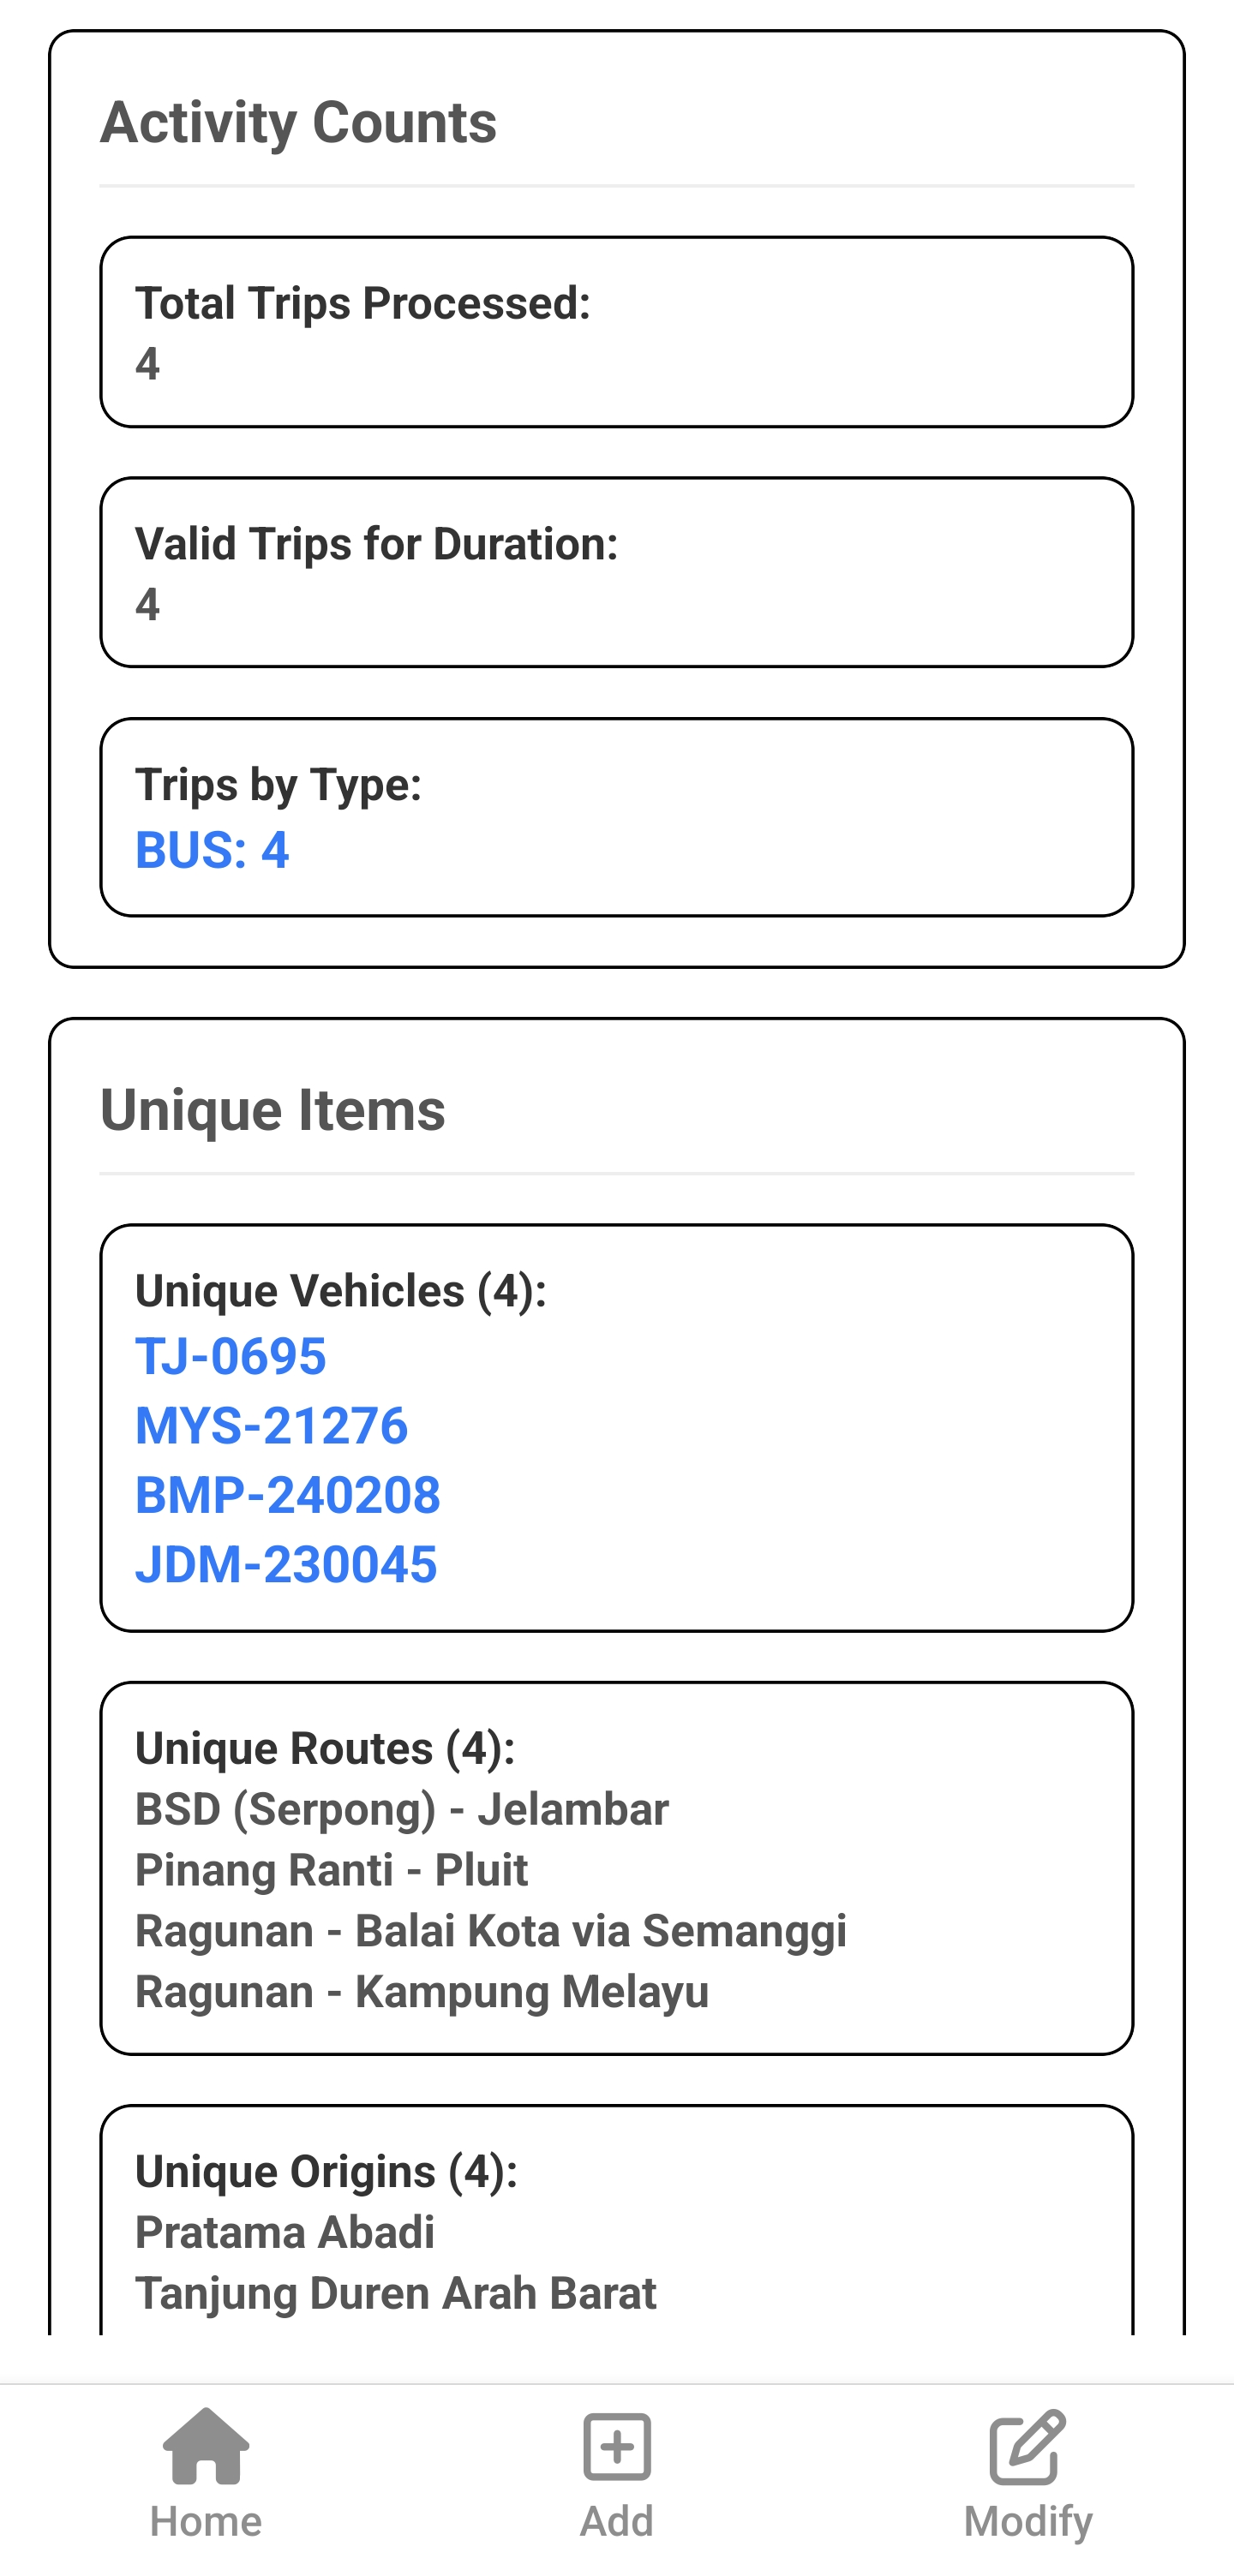 Activity Counts
Total Trips Processed:
4
Valid Trips for Duration:
4
Trips by Type:
BUS: 4
Unique Items
Unique Vehicles (4):
TJ-0695
MYS-21276
BMP-240208
JDM-230045
Unique Routes (4):
BSD (Serpong) - Jelambar
Pinang Ranti - Pluit
Ragunan - Balai Kota via Semanggi
Ragunan - Kampung Melayu
Unique Origins (4):
Pratama Abadi
Tanjung Duren Arah Barat
Home
Add
Modify